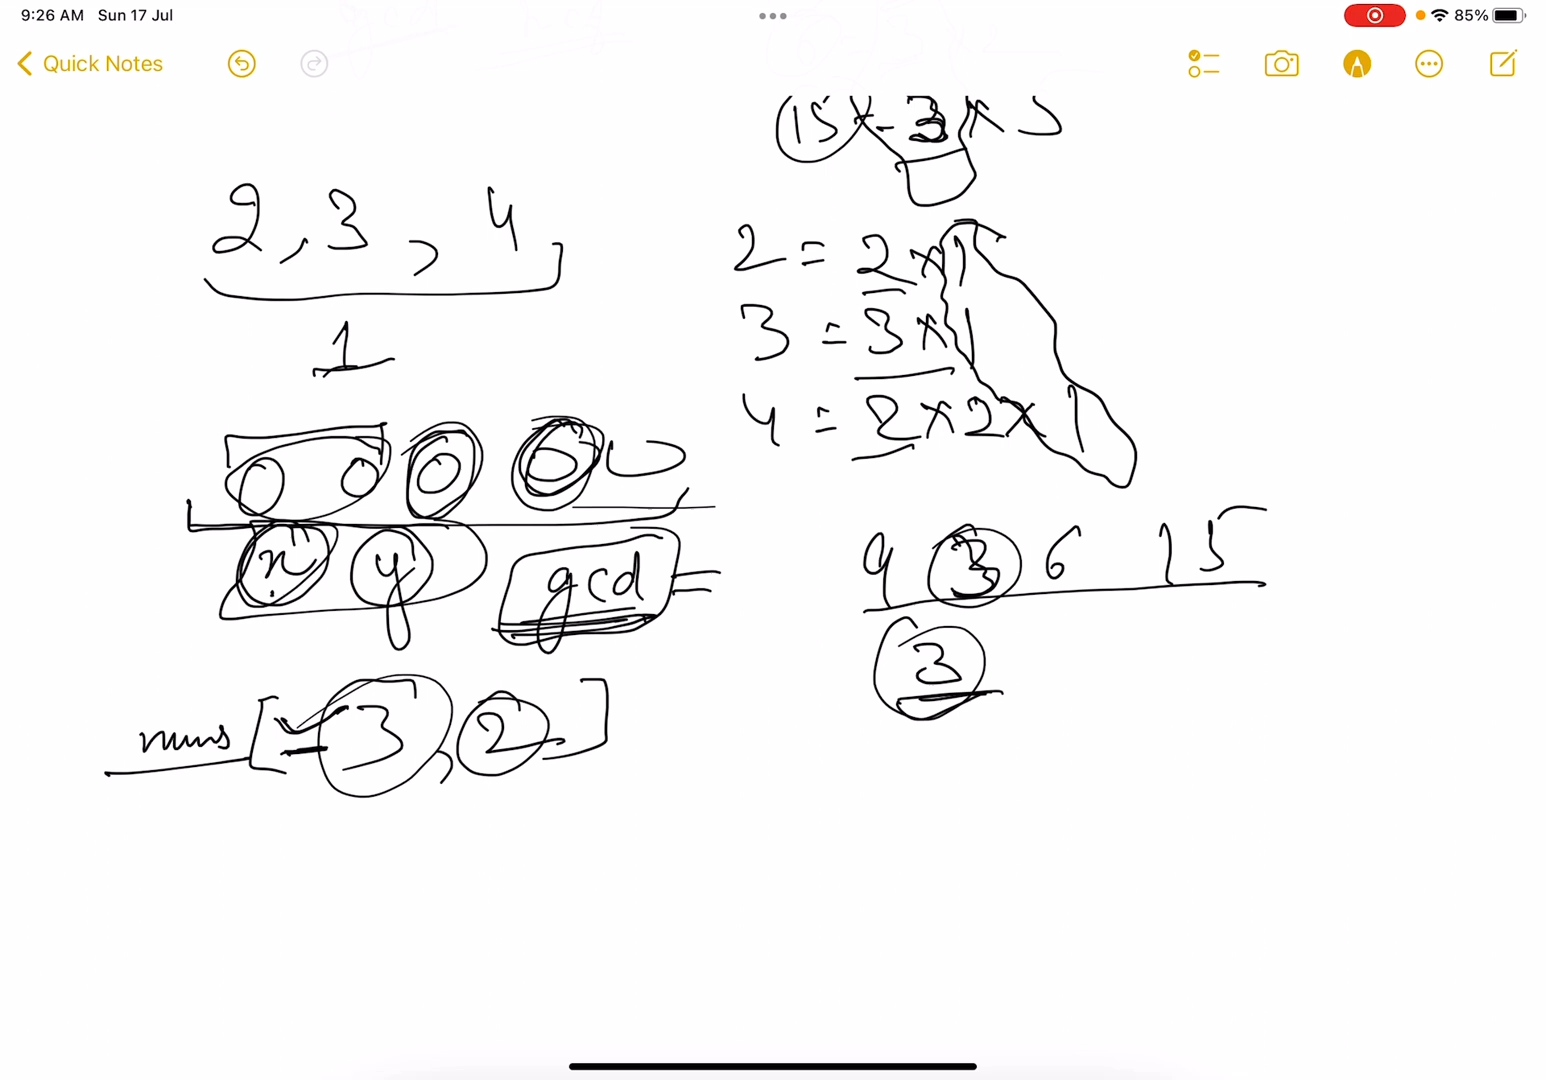 9:26 AM Sun 17 Jul
85%
Quick Notes
15 = 3 x 5
2, 3, 4,
1
2 = 2 x 1
3 = 3 x 1
4 = 2 x 2 x 1
x y gcd =
9 3 6 15
3
nums [-3, 2]